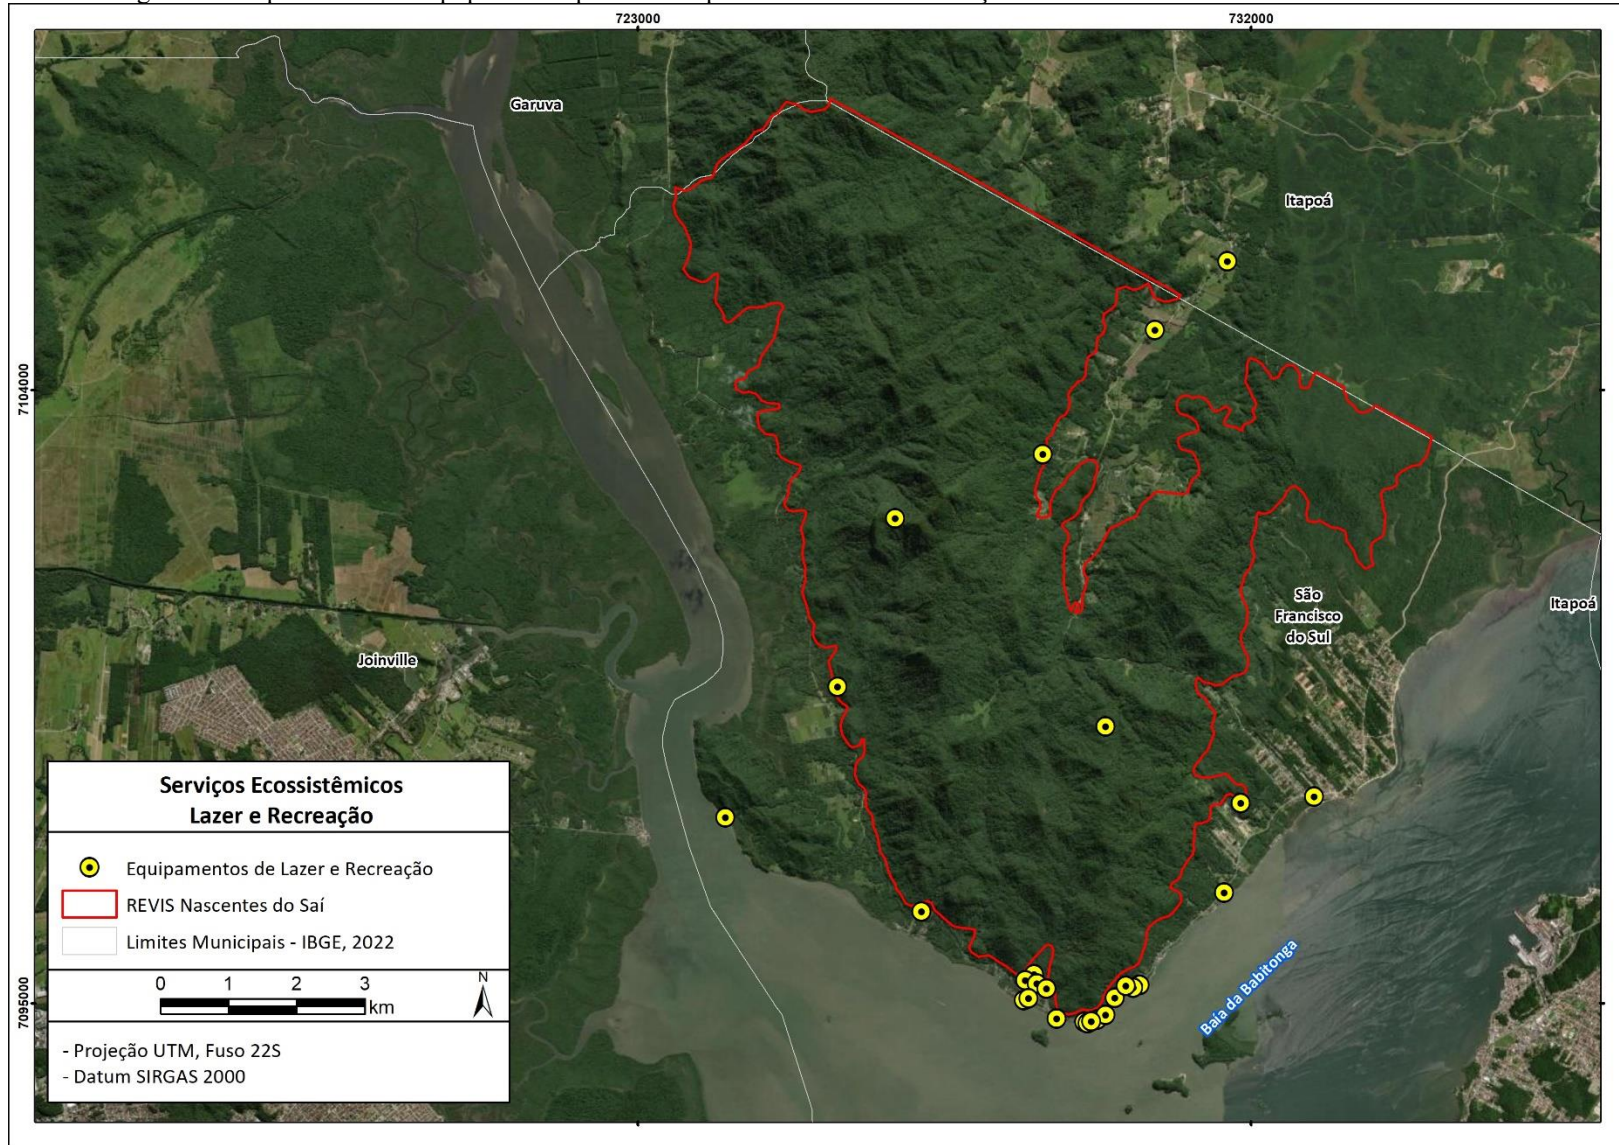 723000
732000
Garuva
Itapoá
7104000
São
Francisco
do Sul
Itapoá
Joinville
Serviços Ecossistêmicos
Lazer e Recreação
Equipamentos de Lazer e Recreação
REVIS Nascentes do Saí
Limites Municipais - IBGE, 2022
0 1 2 3
km
N
7095000
Baía da Babitonga
- Projeção UTM, Fuso 22S
- Datum SIRGAS 2000